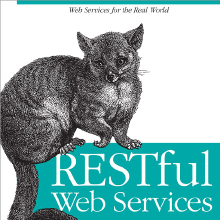 Web Services for the Real World
RESTful
Web Services